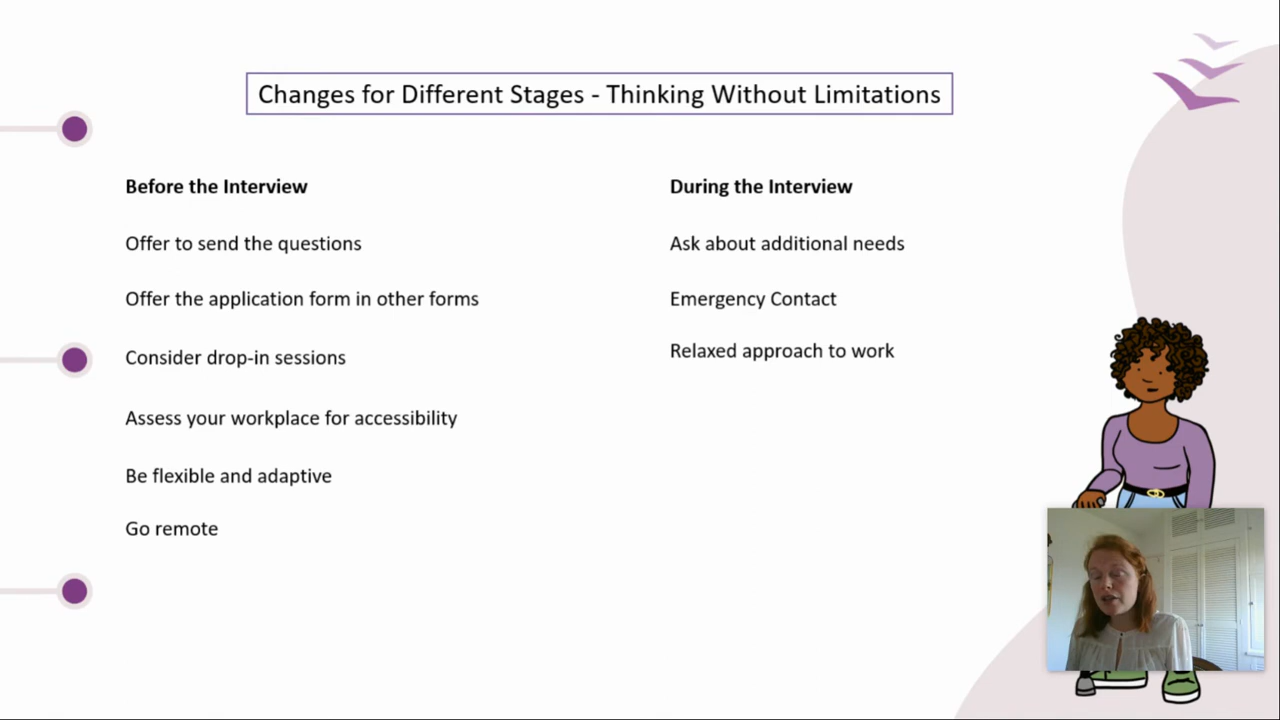 Changes for Different Stages - Thinking Without Limitations
Before the Interview
Offer to send the questions
Offer the application form in other forms
Consider drop-in sessions
Assess your workplace for accessibility
Be flexible and adaptive
Go remote
During the Interview
Ask about additional needs
Emergency Contact
Relaxed approach to work